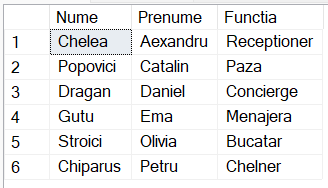 Nume Prenume Functia
1 Chelea Aexandru Receptioner
2 Popovici Catalin Paza
3 Dragan Daniel Concierge
4 Gutu Ema Menajera
5 Stroici Olivia Bucatar
6 Chiparus Petru Chelner